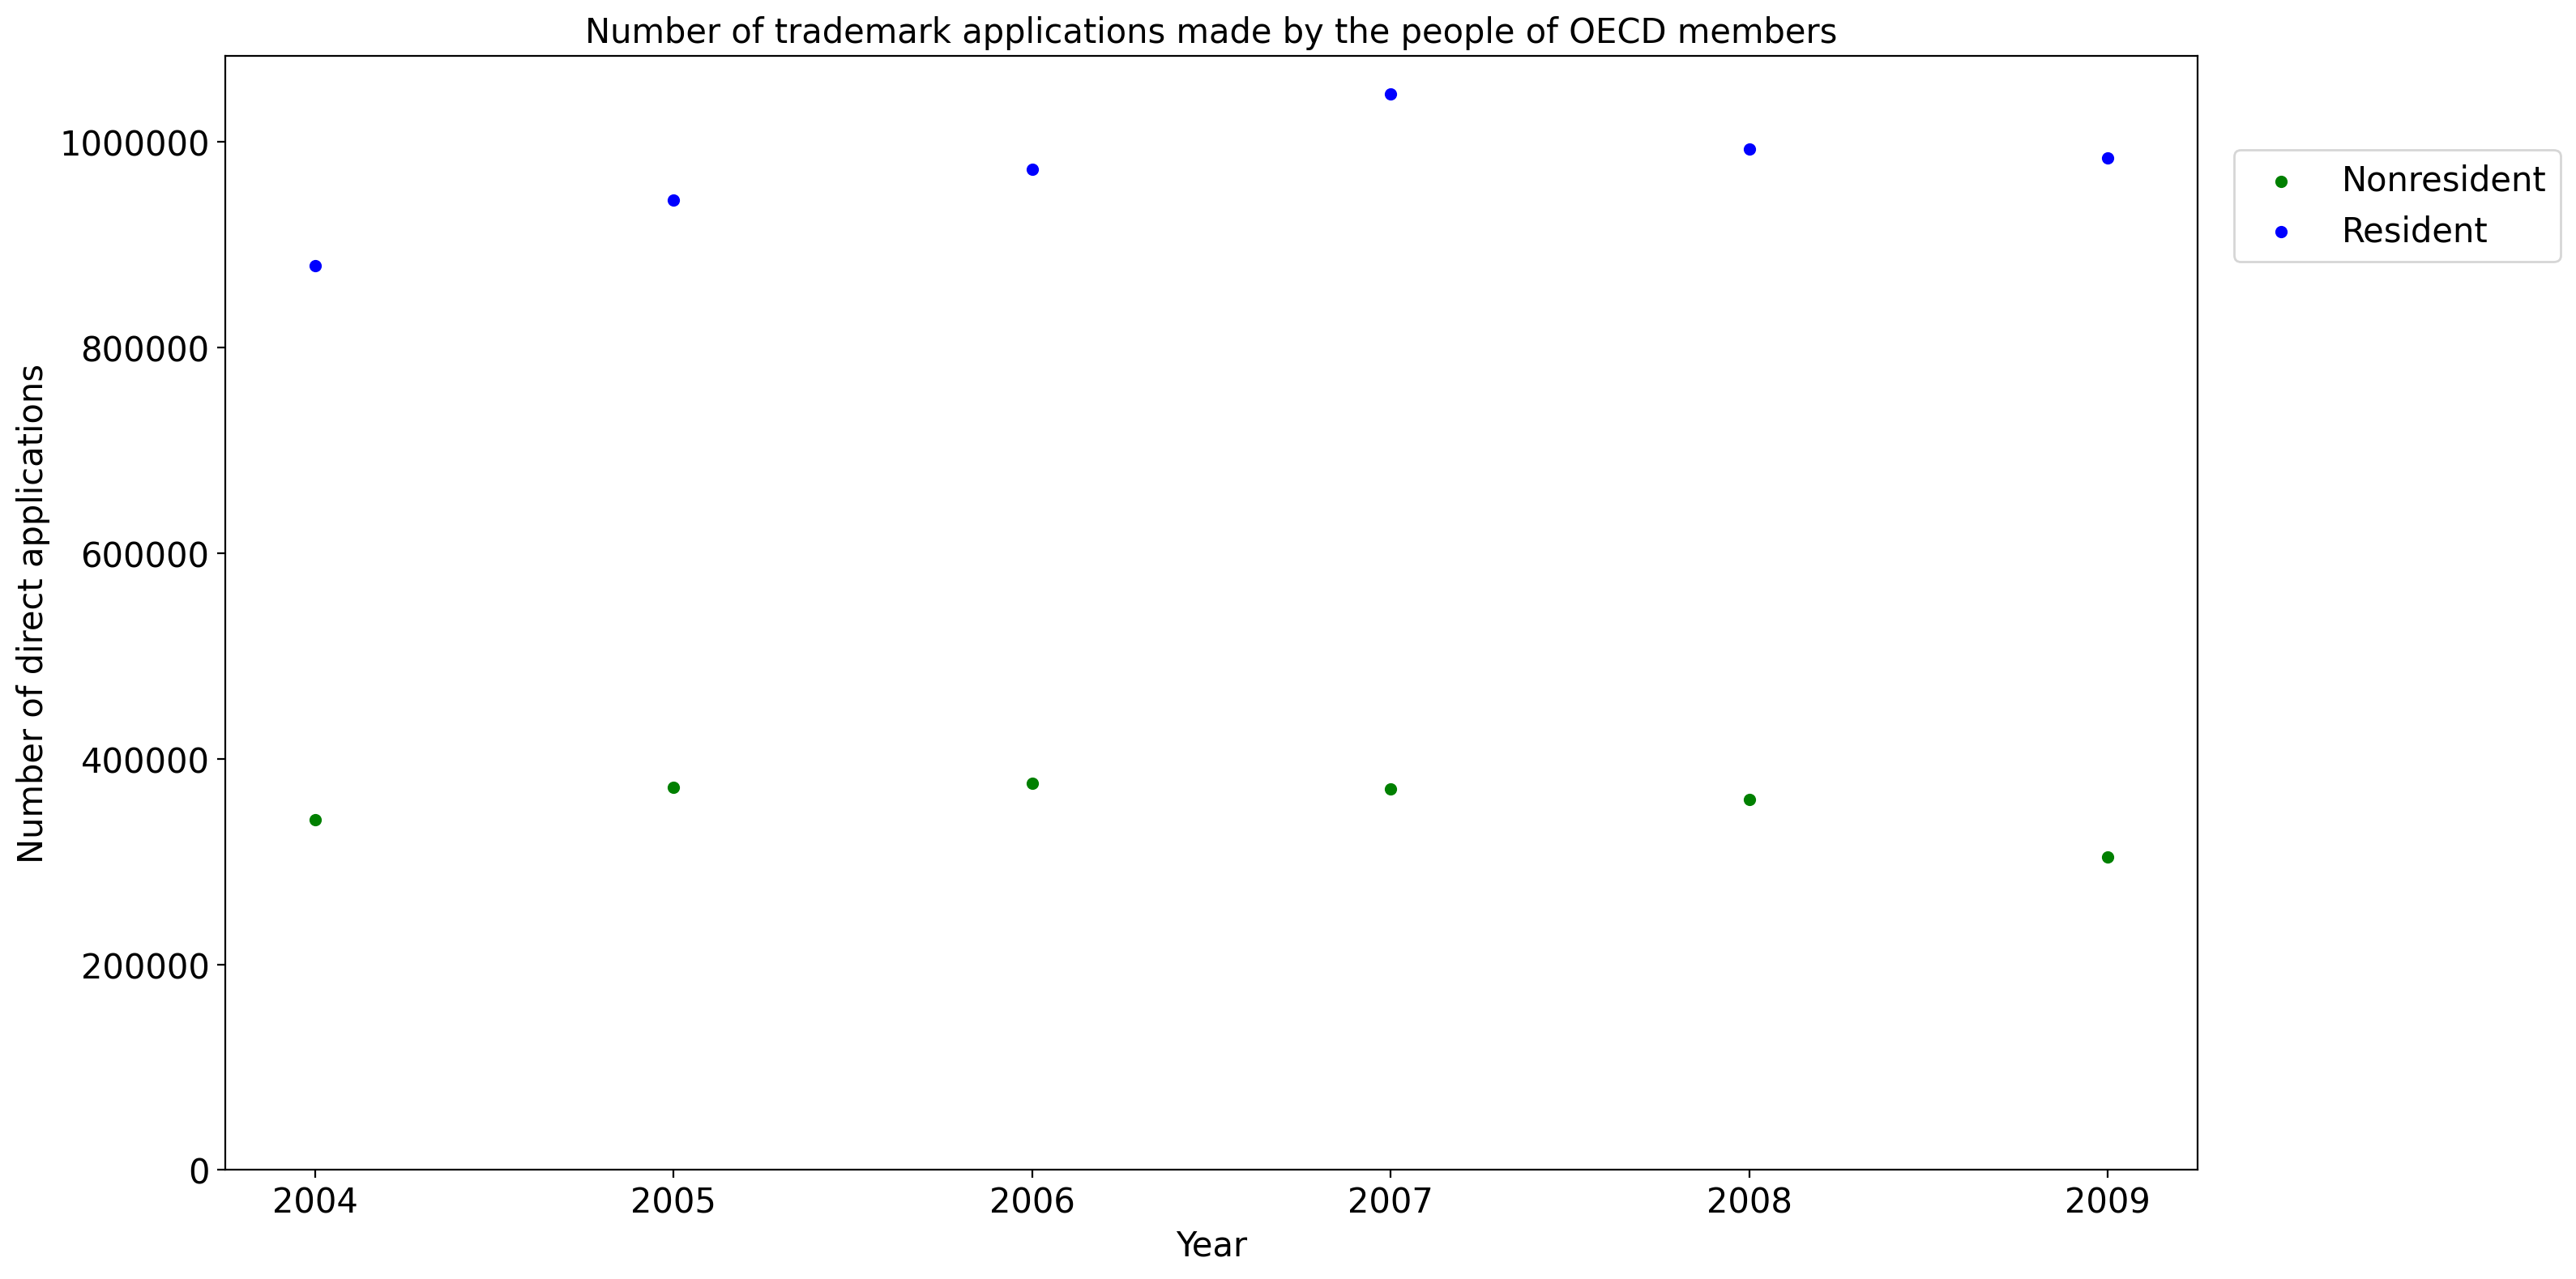 Number of trademark applications made by the people of OECD members
Number of direct applications
1000000
800000
600000
400000
200000
0
2004 2005 2006 2007 2008 2009
Year
Nonresident
Resident